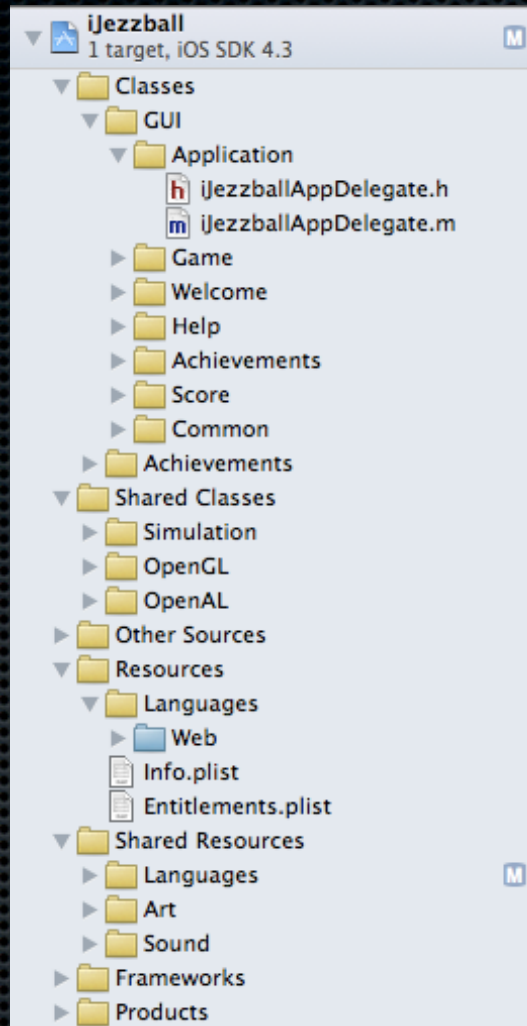 iJezzball
M
1 target, iOS SDK 4.3
Classes
GUI
Application
h iJezzballAppDelegate.h
m iJezzballAppDelegate.m
Game
Welcome
Help
Achievements
Score
Common
Achievements
Shared Classes
Simulation
OpenGL
OpenAL
Other Sources
Resources
Languages
Web
Info.plist
Entitlements.plist
Shared Resources
Languages M
Art
Sound
Frameworks
Products